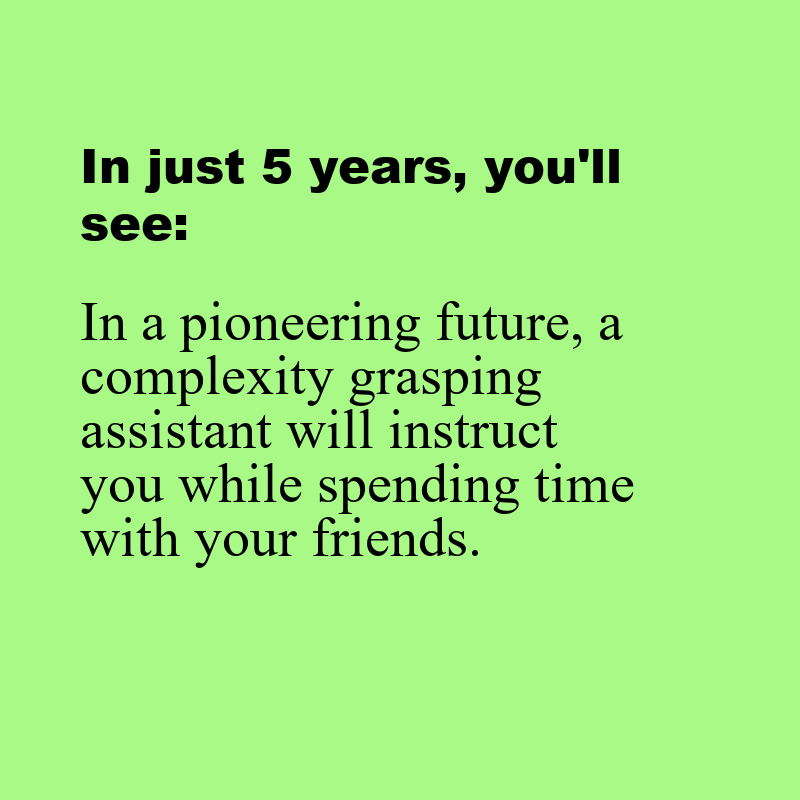 In just 5 years, you'll
see:
In a pioneering future, a
complexity grasping
assistant will instruct
you while spending time
with your friends.